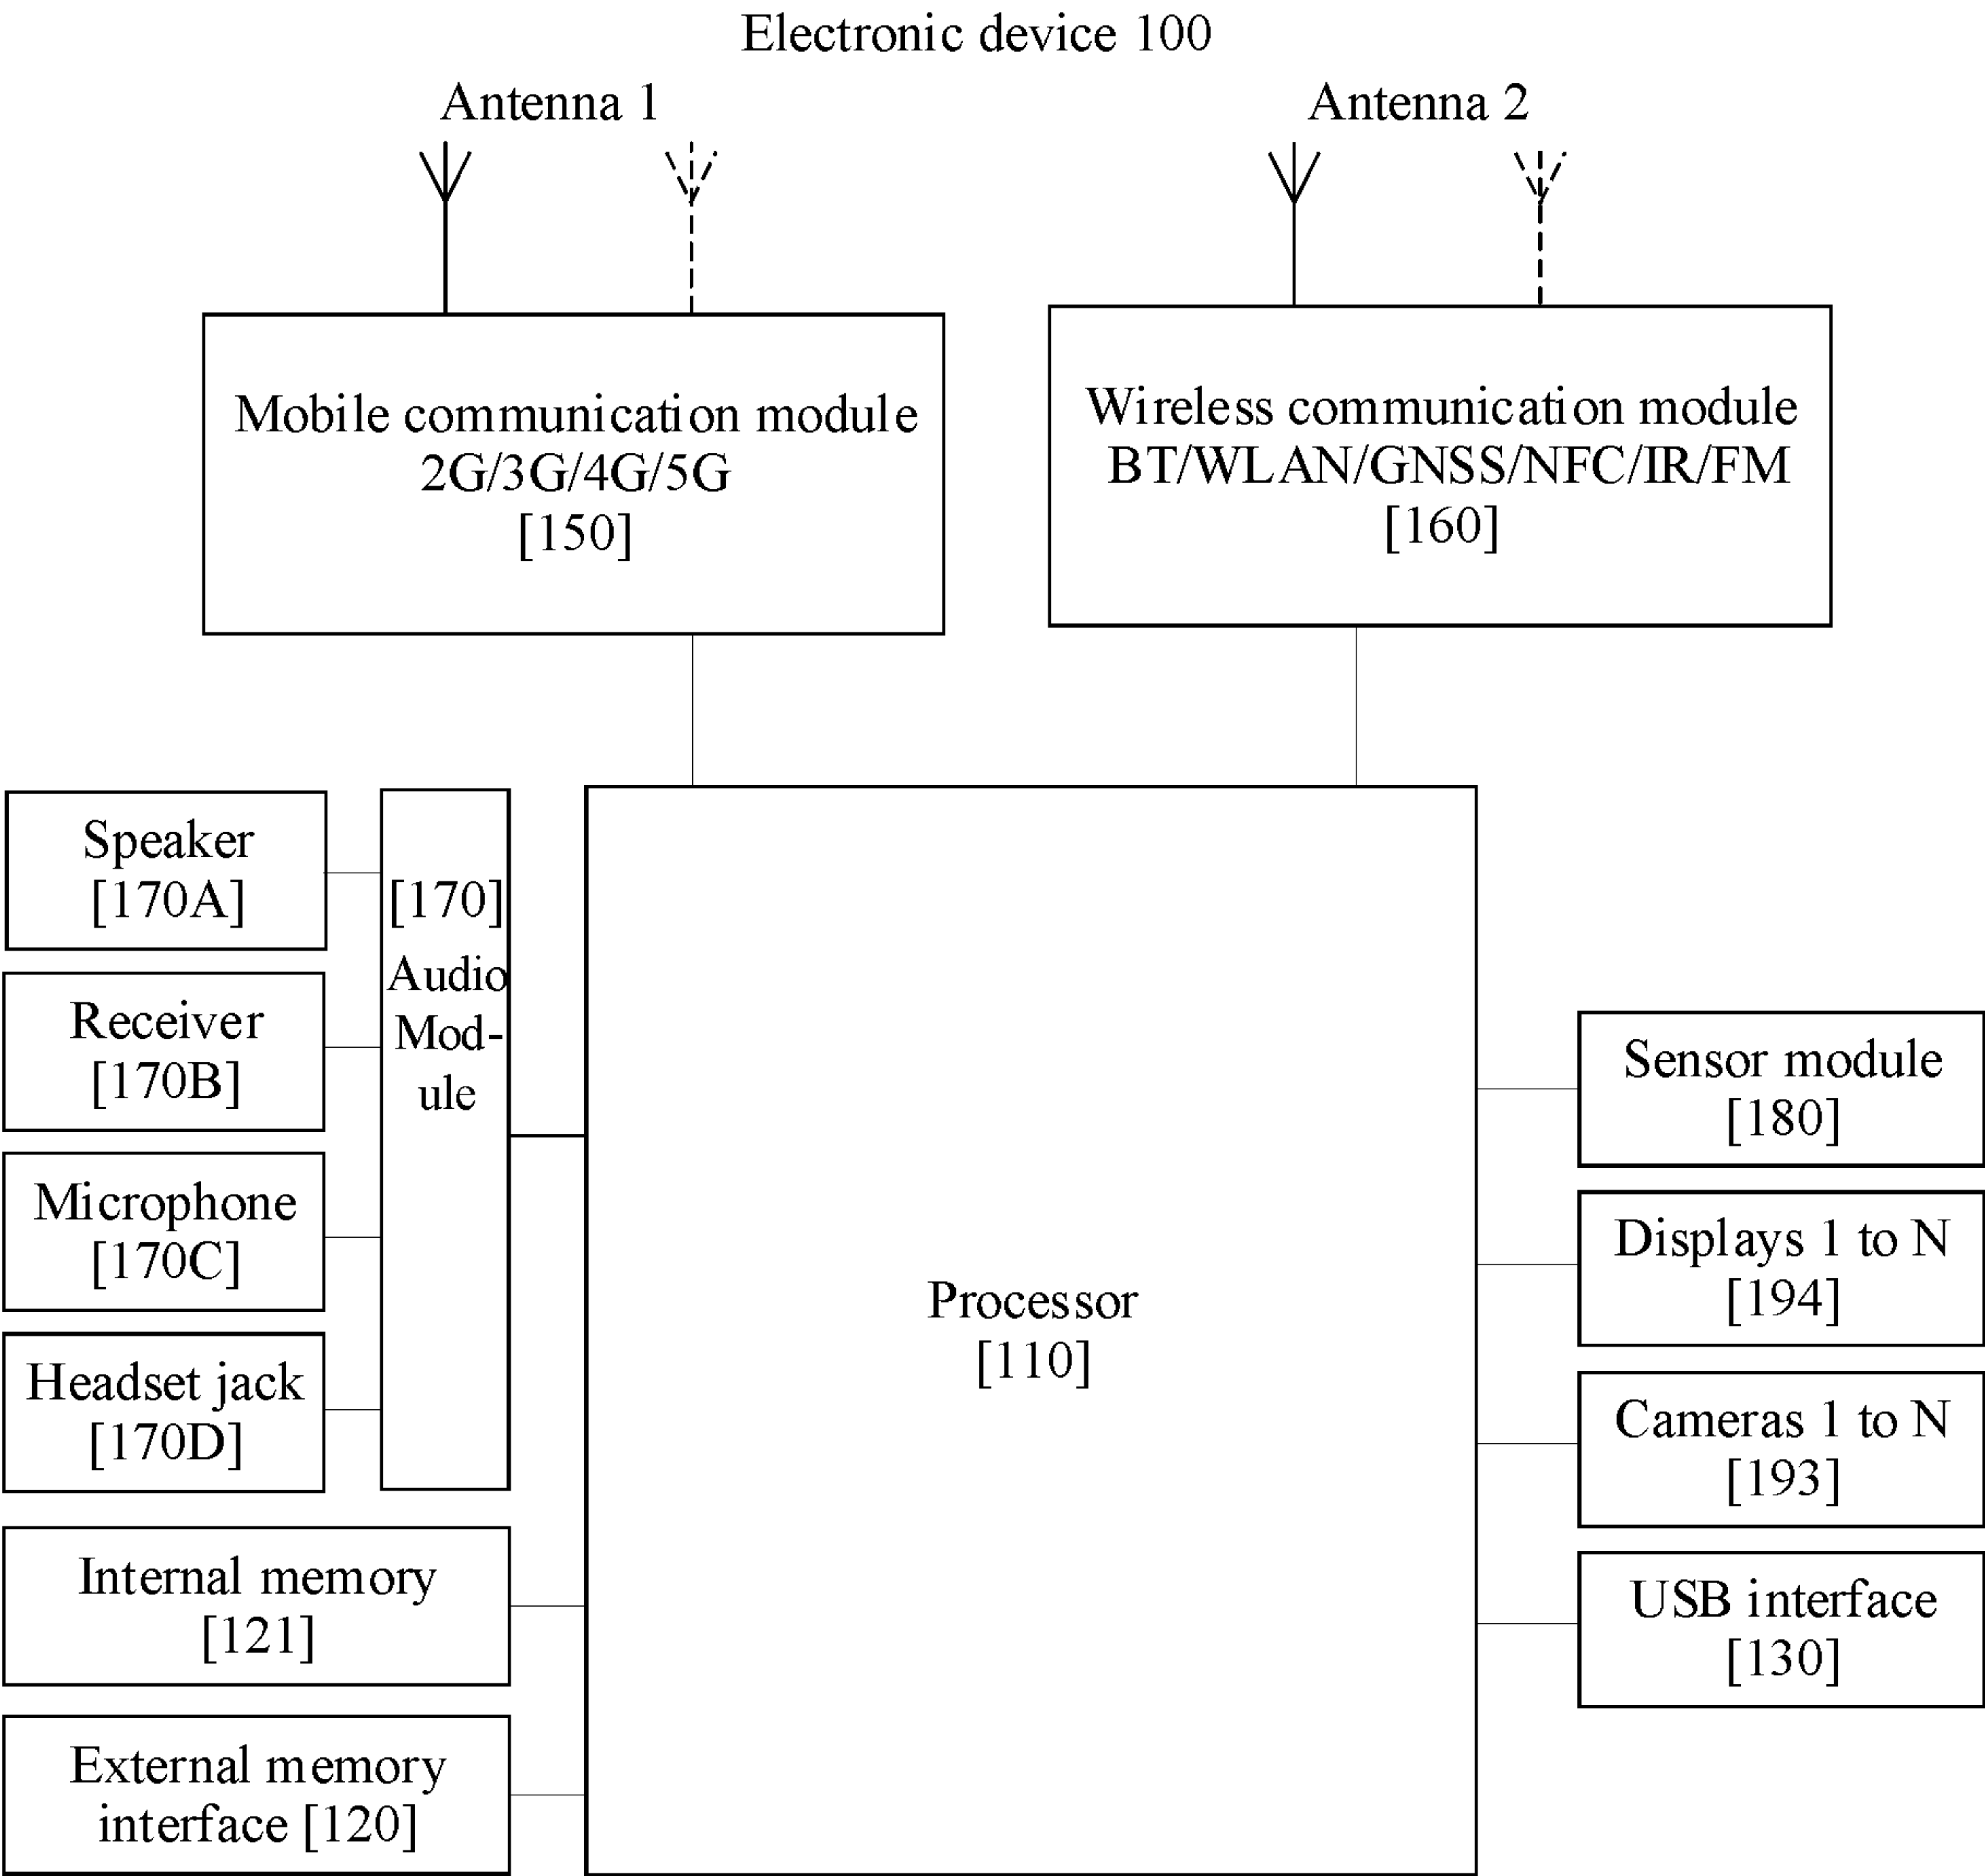 Electronic device 100
Antenna 1
Antenna 2
Mobile communication module
2G/3G/4G/5G
[150]
Wireless communication module
BT/WLAN/GNSS/NFC/IR/FM
[160]
Speaker
[170A]
Receiver
[170B]
Microphone
[170C]
Headset jack
[170D]
[170]
Audio
Mod-
ule
Internal memory
[121]
External memory
interface [120]
Processor
[110]
Sensor module
[180]
Displays 1 to N
[194]
Cameras 1 to N
[193]
USB interface
[130]